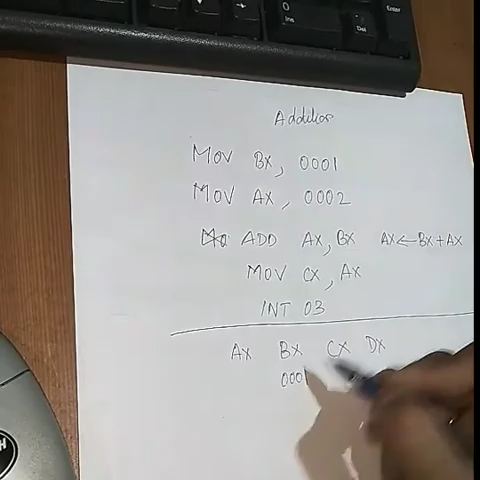 Addition
MOV BX, 0001
MOV AX, 0002
ADD AX, BX AX←BX+AX
MOV CX, AX
INT 03
AX BX CX DX
0001